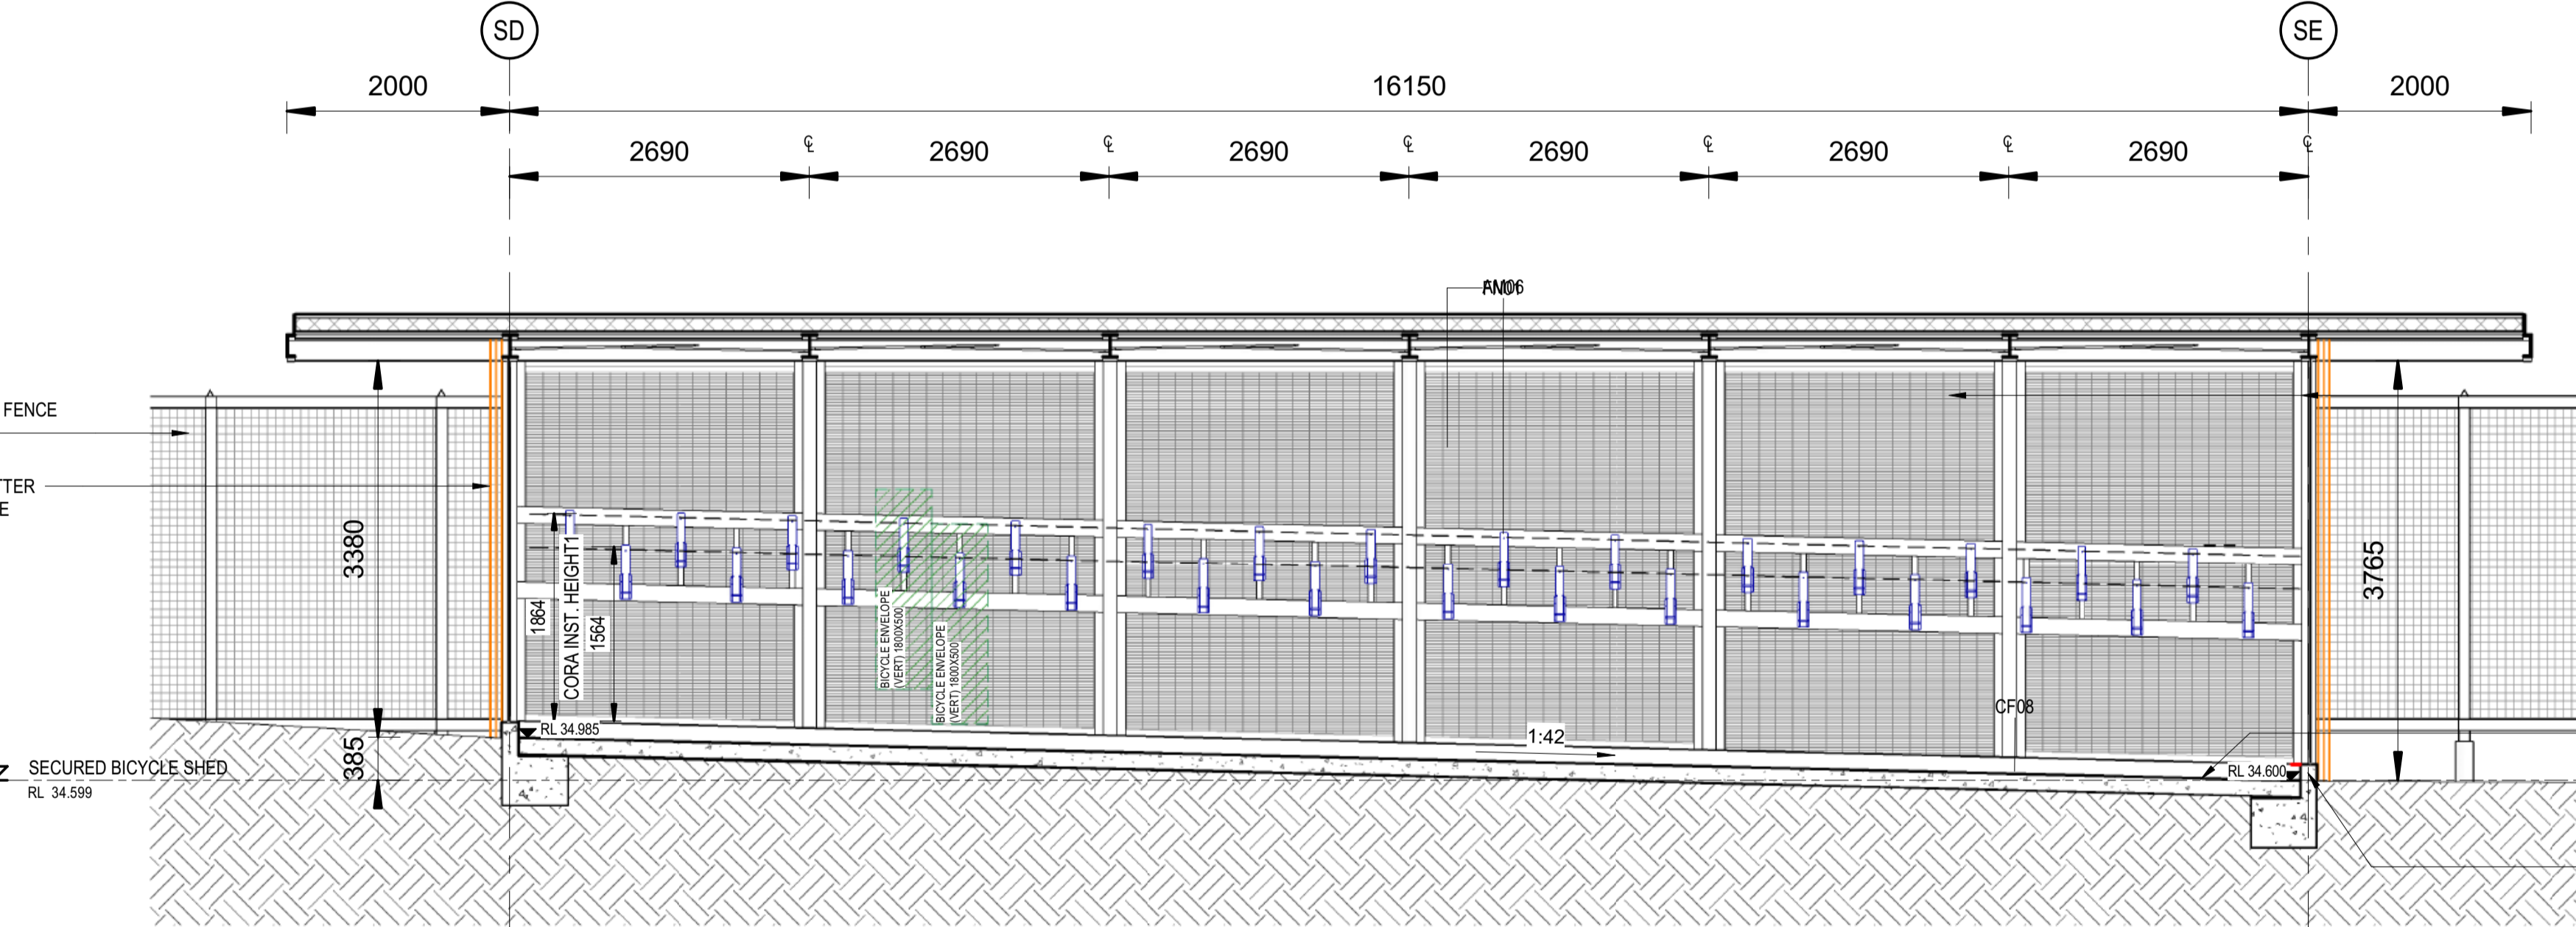 SD
SE
2000
16150
2000
2690
2690
2690
2690
2690
2690
FENCE
TTER
E
3380
385
3765
1864
CORA INST. HEIGHT1
1564
BICYCLE ENVELOPE
(VERT) 1800X500
BICYCLE ENVELOPE
(VERT) 1800X500
RL 34.985
CF08
1:42
RL 34.600
SECURED BICYCLE SHED
RL 34.599